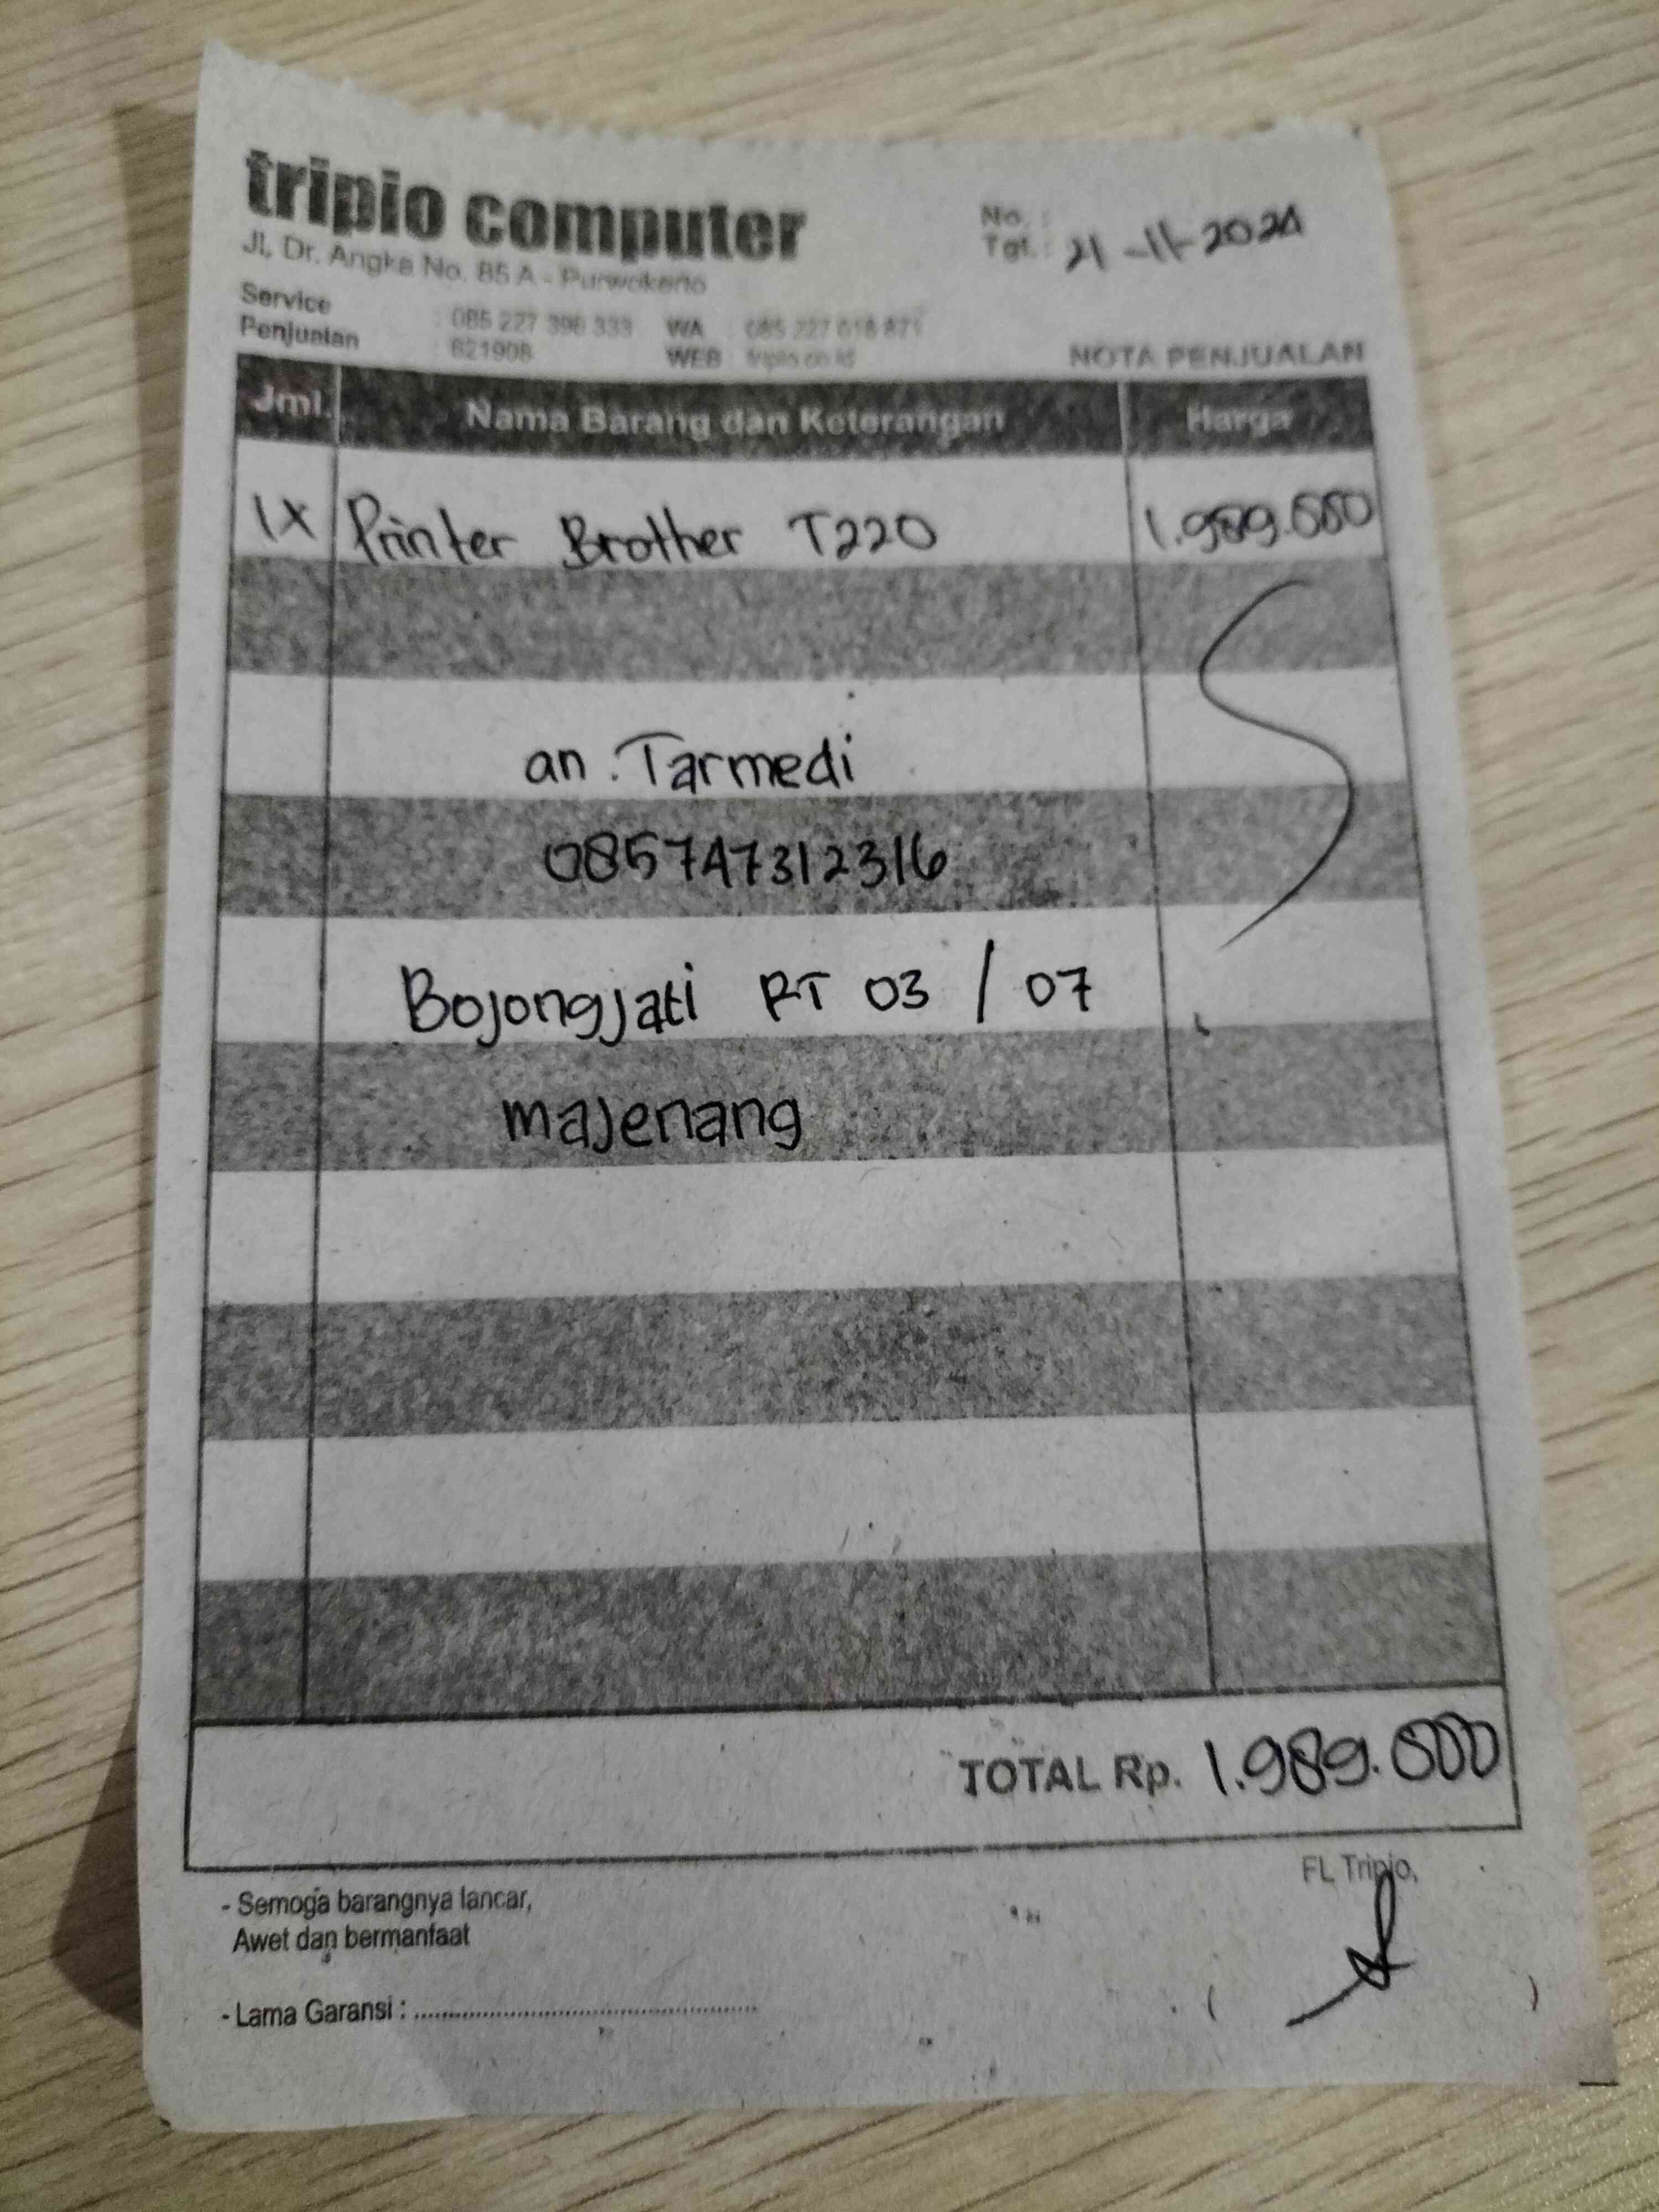 tripio computer
Jl, Dr. Angka No. 85 A - Purwokerto
No. :
Tgl. : 21-11-2024
Service : 085 227 396 333 WA : 085 227 618 871
Penjualan : 621908 WEB : tripio.co.id
NOTA PENJUALAN
Jml. Nama Barang dan Keterangan Harga
1X Printer Brother T220 1.989.000
an. Tarmedi
085747312316
Bojongjati RT 03 / 07
majenang
TOTAL Rp. 1.989.000
FL Tripio,
- Semoga barangnya lancar,
Awet dan bermanfaat
- Lama Garansi : ............................................
( )